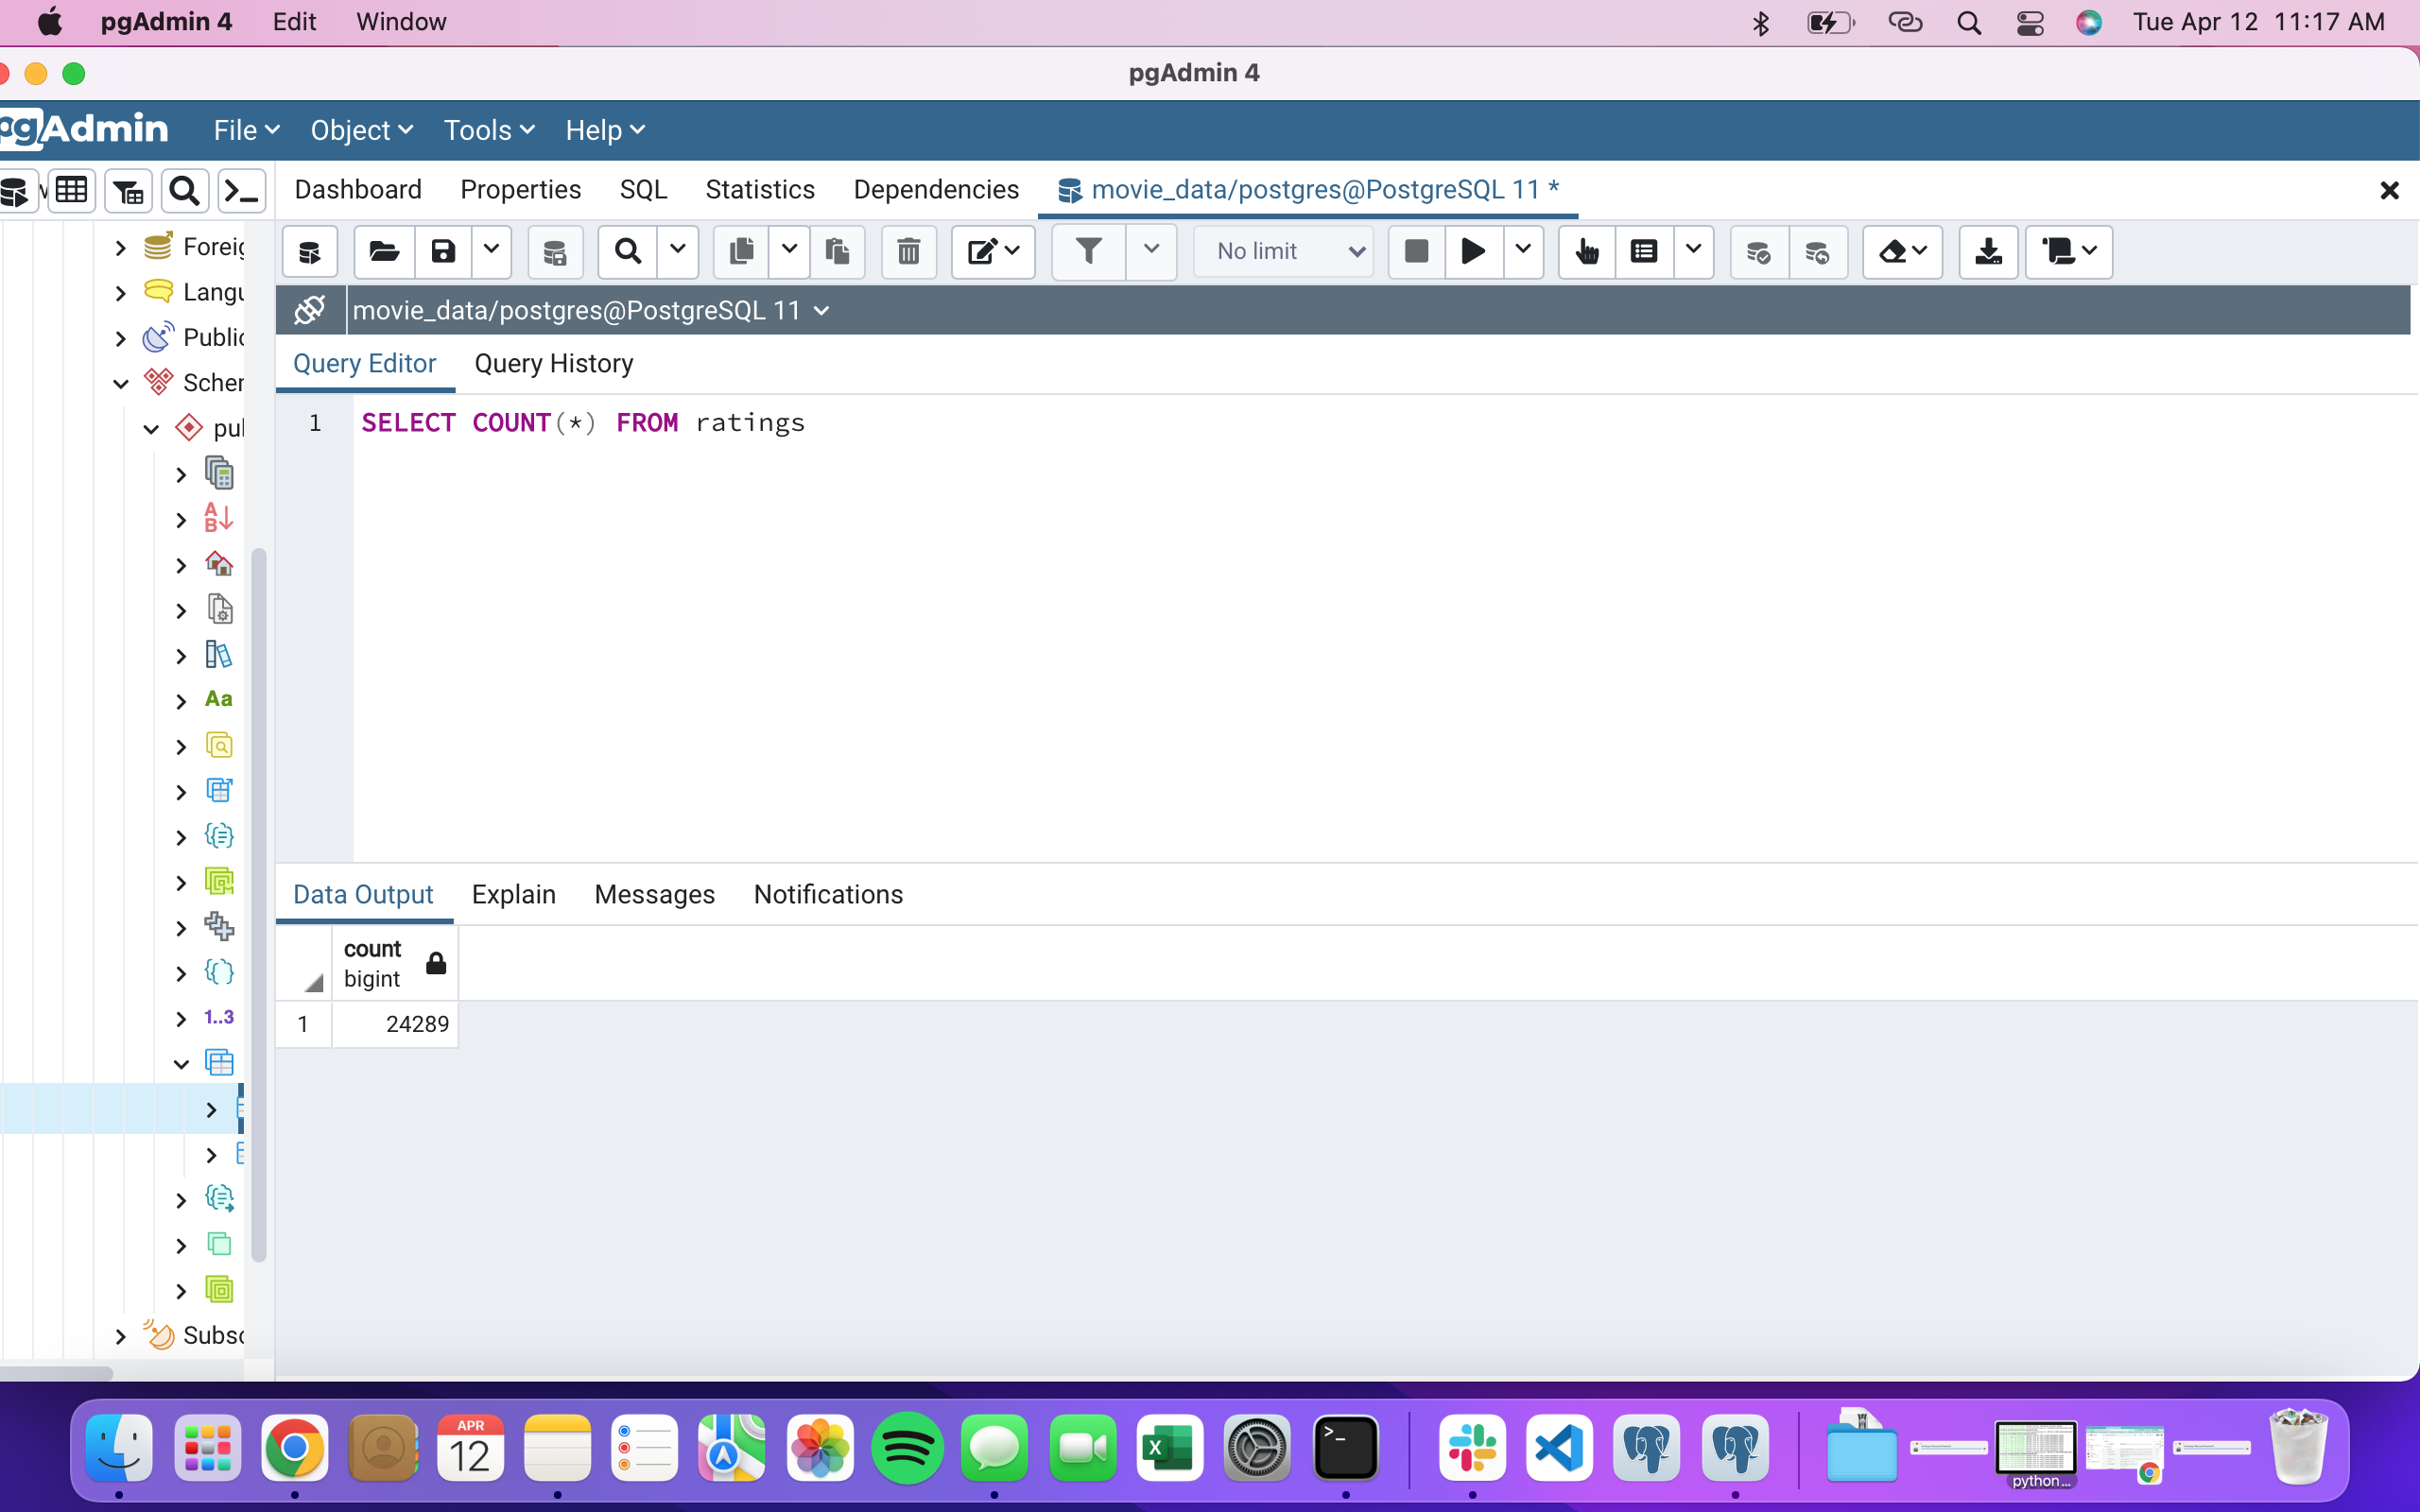 pgAdmin 4 Edit Window Tue Apr 12 11:17 AM
pgAdmin 4
pgAdmin File Object Tools Help
Dashboard Properties SQL Statistics Dependencies movie_data/postgres@PostgreSQL 11 *
No limit
movie_data/postgres@PostgreSQL 11
Query Editor Query History
1 SELECT COUNT(*) FROM ratings
Foreig
Langu
Public
Scher
pul
Aa
1..3
Subsc
Data Output Explain Messages Notifications
count
bigint
1 24289
APR
12
python ...